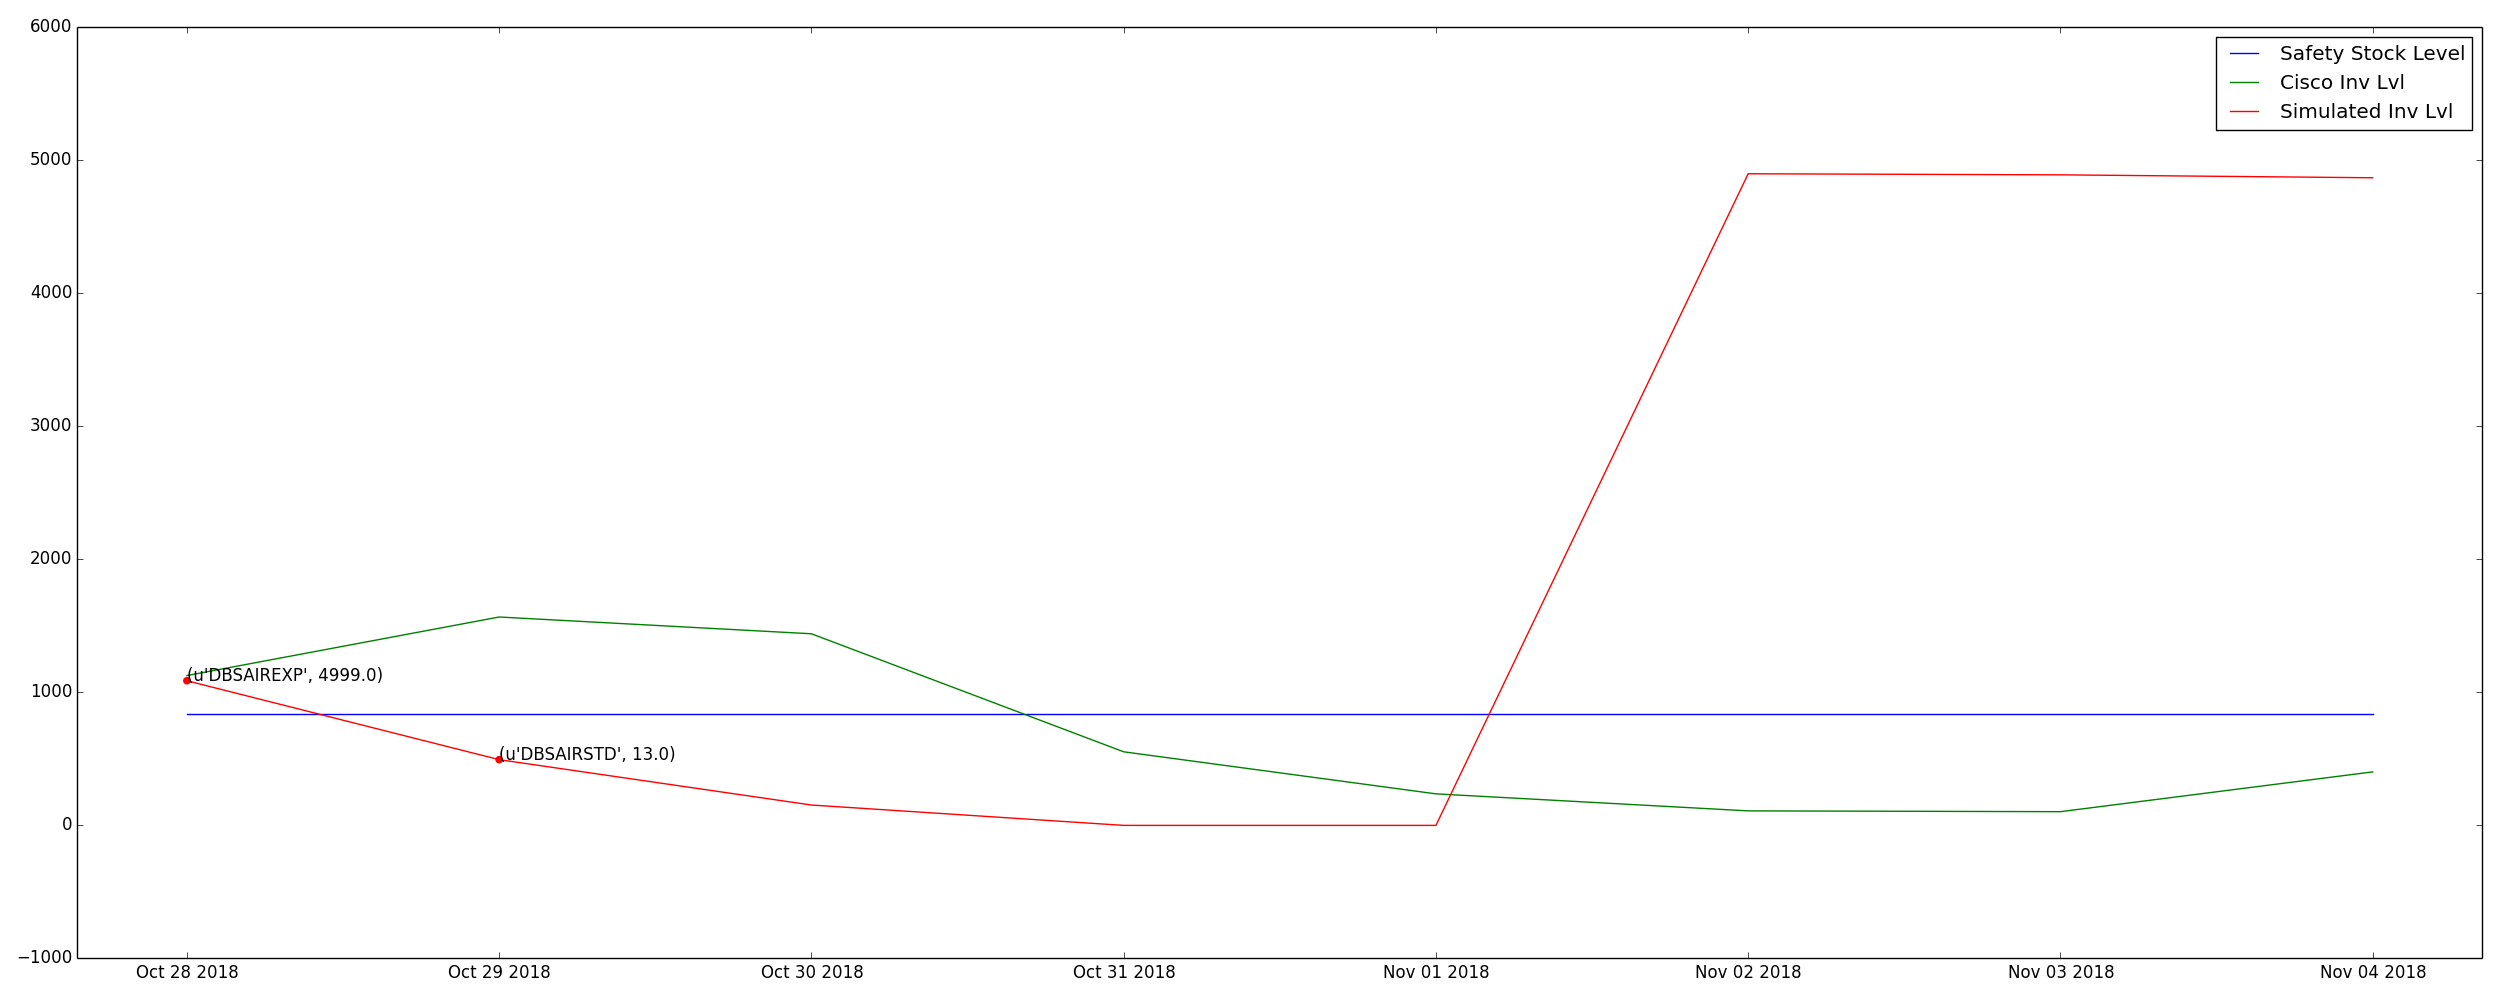 6000
5000
4000
3000
2000
1000
0
−1000
Safety Stock Level
Cisco Inv Lvl
Simulated Inv Lvl
(u'DBSAIREXP', 4999.0)
(u'DBSAIRSTD', 13.0)
Oct 28 2018 Oct 29 2018 Oct 30 2018 Oct 31 2018 Nov 01 2018 Nov 02 2018 Nov 03 2018 Nov 04 2018